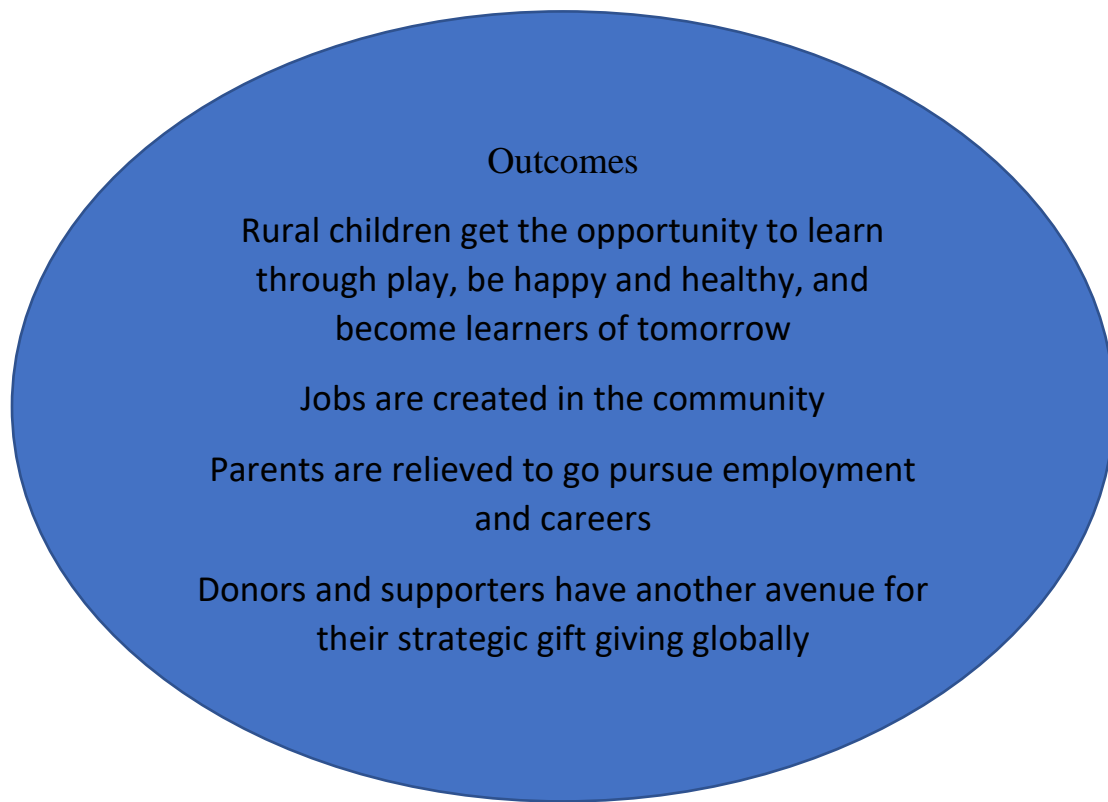 Outcomes
Rural children get the opportunity to learn
through play, be happy and healthy, and
become learners of tomorrow
Jobs are created in the community
Parents are relieved to go pursue employment
and careers
Donors and supporters have another avenue for
their strategic gift giving globally